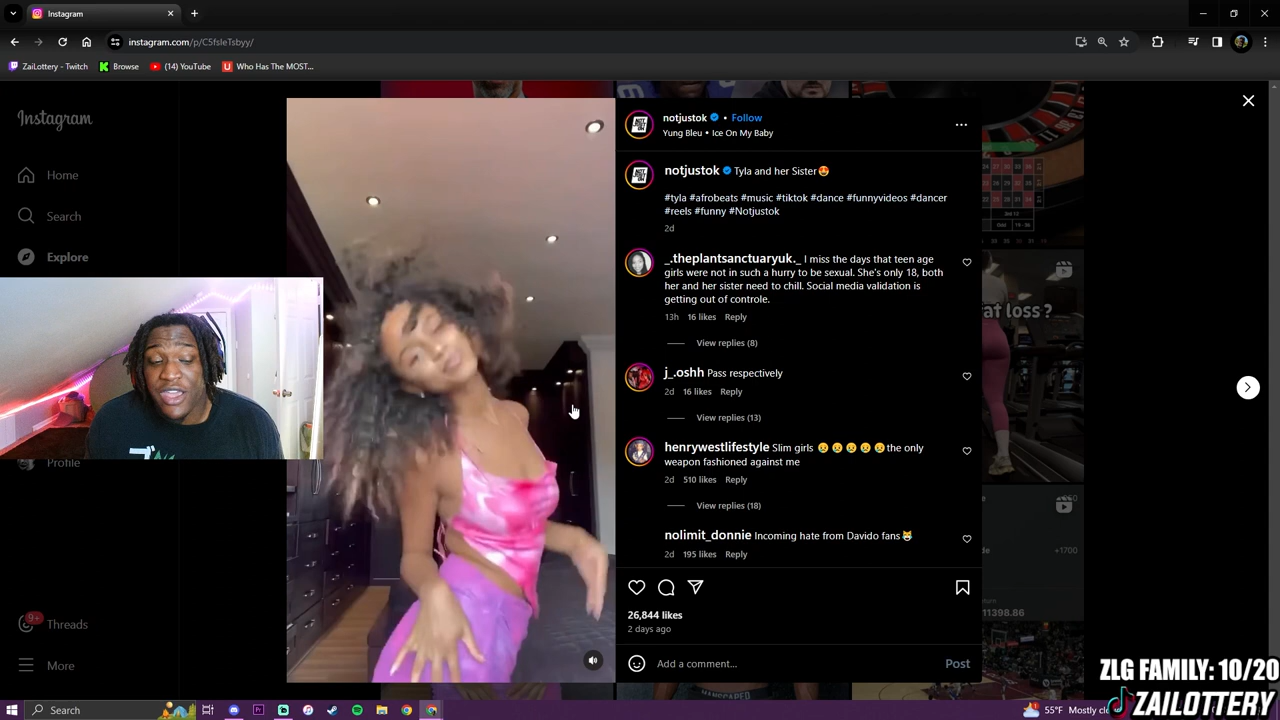 Instagram
instagram.com/p/C5fsIeTsbyy/
ZaiLottery - Twitch
Browse
(14) YouTube
Who Has The MOST...
Instagram
Home
Search
Explore
Profile
9+
Threads
More
notjustok • Follow
Yung Bleu • Ice On My Baby
notjustok Tyla and her Sister😍
#tyla #afrobeats #music #tiktok #dance #funnyvideos #dancer
#reels #funny #Notjustok
2d
_.theplantsanctuaryuk._ I miss the days that teen age
girls were not in such a hurry to be sexual. She's only 18, both
her and her sister need to chill. Social media validation is
getting out of controle.
13h 16 likes Reply
View replies (8)
j_.oshh Pass respectively
2d 16 likes Reply
View replies (13)
henrywestlifestyle Slim girls 😢😢😢😢😢the only
weapon fashioned against me
2d 510 likes Reply
View replies (18)
nolimit_donnie Incoming hate from Davido fans😹
2d 195 likes Reply
26,844 likes
2 days ago
Add a comment...
Post
at loss ?
+1700
11398.86
ZLG FAMILY: 10/20
ZAILOTTERY
Search
55°F Mostly cl